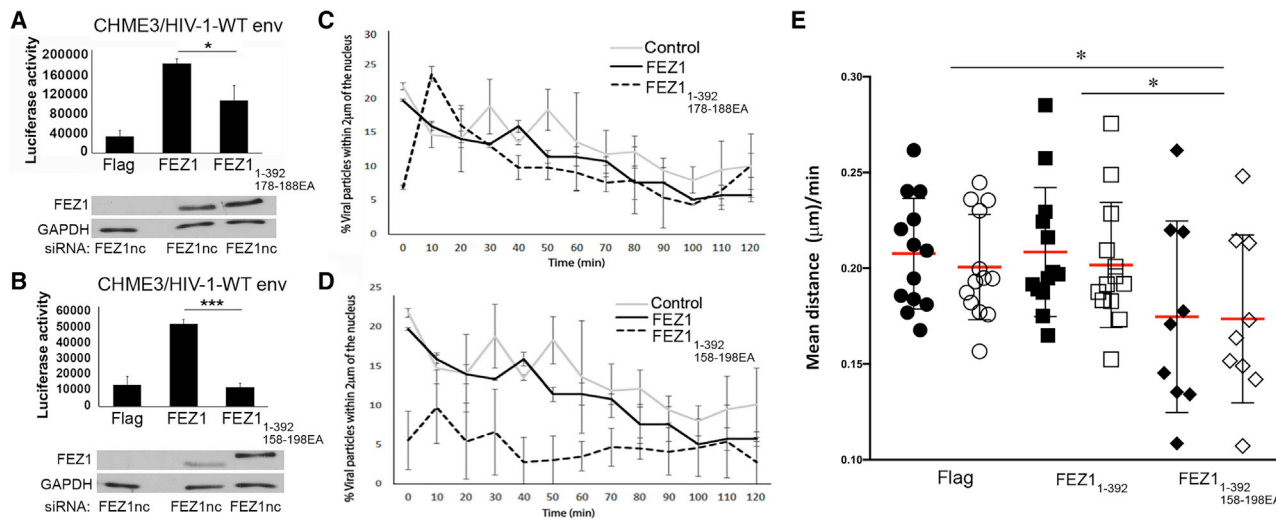 A
CHME3/HIV-1-WT env
Luciferase activity
200000
160000
120000
80000
40000
0
*
Flag FEZ1 FEZ1 1-392 178-188EA
FEZ1
GAPDH
siRNA: FEZ1nc FEZ1nc FEZ1nc
B
CHME3/HIV-1-WT env
Luciferase activity
60000
50000
40000
30000
20000
10000
0
***
Flag FEZ1 FEZ1 1-392 158-198EA
FEZ1
GAPDH
siRNA: FEZ1nc FEZ1nc FEZ1nc
C
% Viral particles within 2µm of the nucleus
30
25
20
15
10
5
0
Control
FEZ1
FEZ1 1-392 178-188EA
0 10 20 30 40 50 60 70 80 90 100 110 120
Time (min)
D
% Viral particles within 2µm of the nucleus
25
20
15
10
5
0
Control
FEZ1
FEZ1 1-392 158-198EA
0 10 20 30 40 50 60 70 80 90 100 110 120
Time (min)
E
*
*
Mean distance (µm)/min
0.30
0.25
0.20
0.15
0.10
Flag FEZ1 1-392 FEZ1 1-392 158-198EA